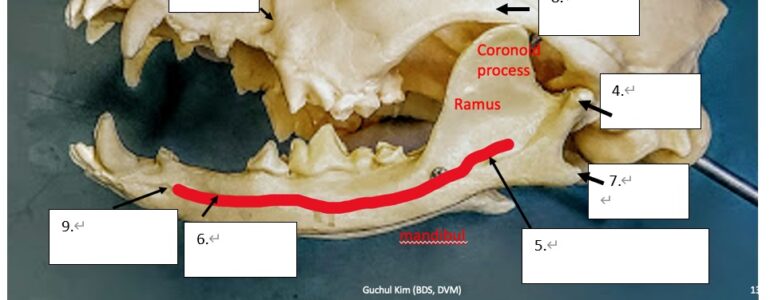 Coronoid
process
Ramus
4.↵
7.↵
↵
9.↵
6.↵
mandibul
5.↵
Guchul Kim (BDS, DVM)